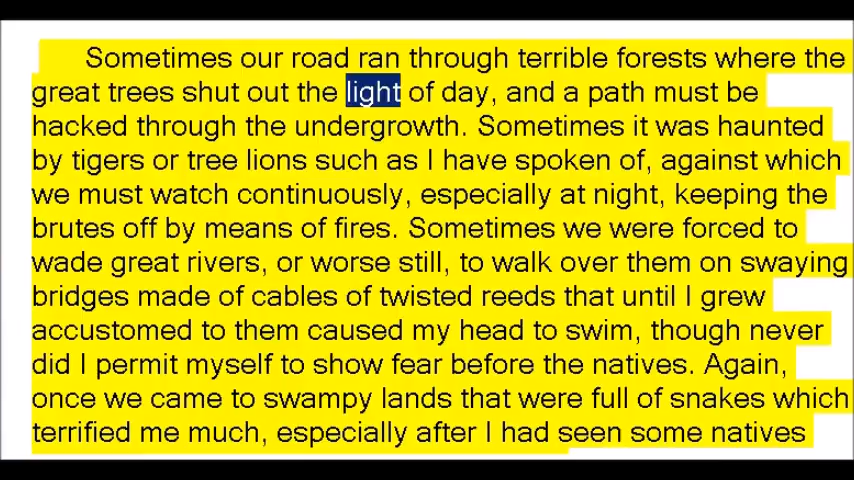 Sometimes our road ran through terrible forests where the
great trees shut out the light of day, and a path must be
hacked through the undergrowth. Sometimes it was haunted
by tigers or tree lions such as I have spoken of, against which
we must watch continuously, especially at night, keeping the
brutes off by means of fires. Sometimes we were forced to
wade great rivers, or worse still, to walk over them on swaying
bridges made of cables of twisted reeds that until I grew
accustomed to them caused my head to swim, though never
did I permit myself to show fear before the natives. Again,
once we came to swampy lands that were full of snakes which
terrified me much, especially after I had seen some natives